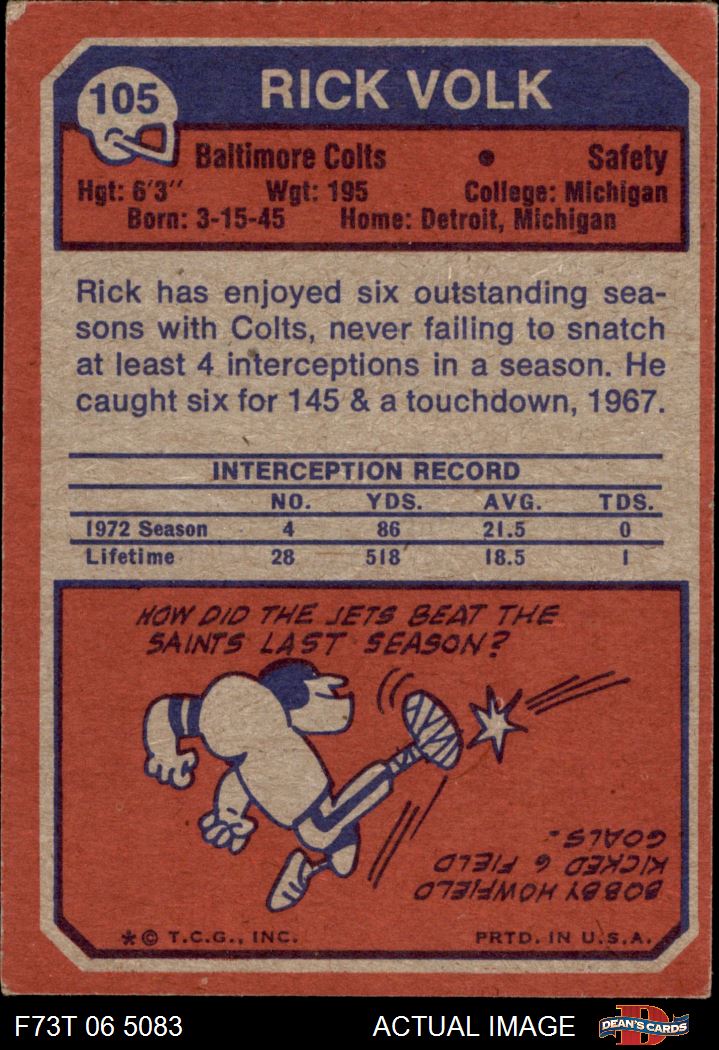 105
RICK VOLK
Baltimore Colts • Safety
Hgt: 6'3" Wgt: 195 College: Michigan
Born: 3-15-45 Home: Detroit, Michigan
Rick has enjoyed six outstanding sea-
sons with Colts, never failing to snatch
at least 4 interceptions in a season. He
caught six for 145 & a touchdown, 1967.
INTERCEPTION RECORD
NO. YDS. AVG. TDS.
1972 Season 4 86 21.5 0
Lifetime 28 518 18.5 1
HOW DID THE JETS BEAT THE
SAINTS LAST SEASON?
BOBBY HOWFIELD
KICKED 6 FIELD
GOALS.
*© T.C.G., INC. PRTD. IN U.S.A.
F73T 06 5083 ACTUAL IMAGE
D
DEAN'S CARDS